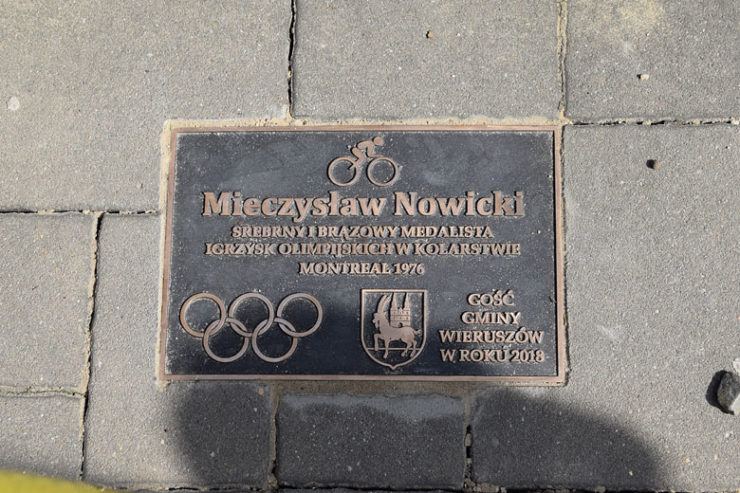 Mieczysław Nowicki
SREBRNY I BRĄZOWY MEDALISTA
IGRZYSK OLIMPIJSKICH W KOLARSTWIE
MONTREAL 1976
GOŚĆ
GMINY
WIERUSZÓW
W ROKU 2018